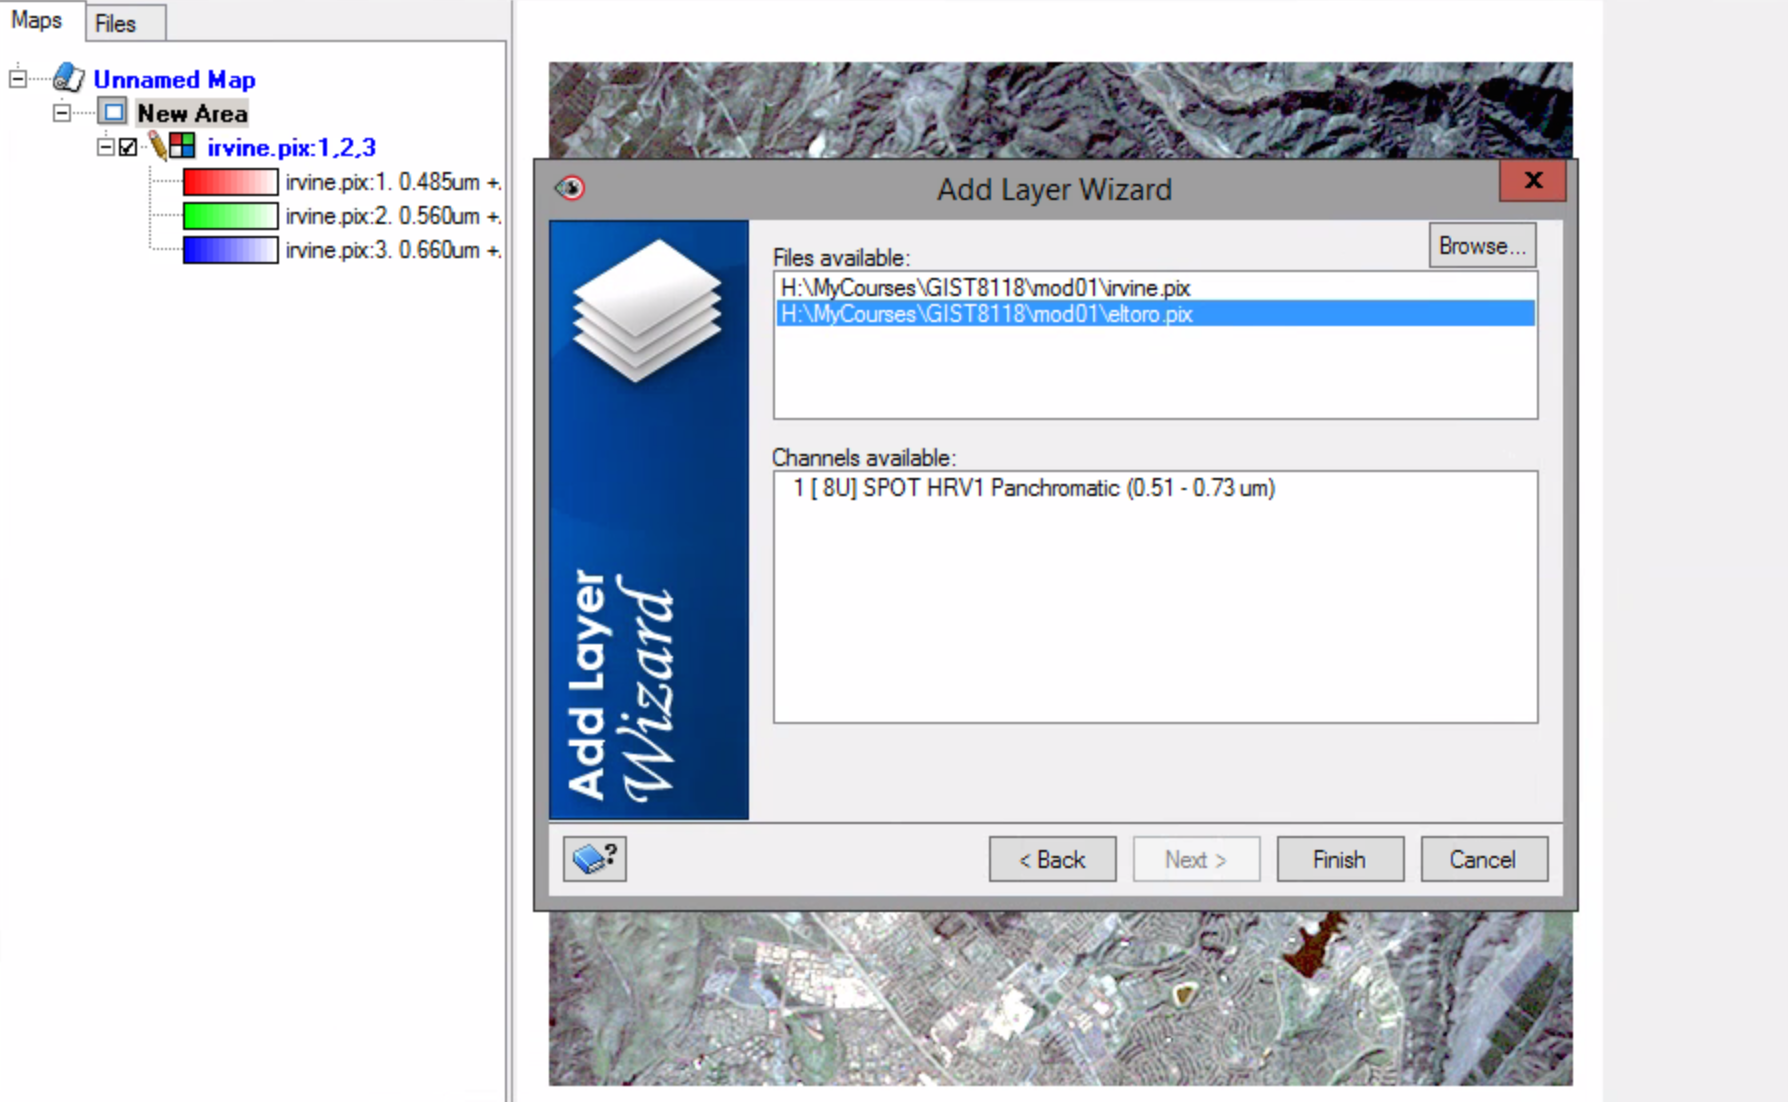 Maps
Files
Unnamed Map
New Area
irvine.pix:1,2,3
irvine.pix:1. 0.485um +.
irvine.pix:2. 0.560um +.
irvine.pix:3. 0.660um +.
Add Layer Wizard
x
Browse...
Files available:
H:\MyCourses\GIST8118\mod01\irvine.pix
H:\MyCourses\GIST8118\mod01\eltoro.pix
Channels available:
1 [ 8U] SPOT HRV1 Panchromatic (0.51 - 0.73 um)
Add Layer
Wizard
?
< Back
Next >
Finish
Cancel